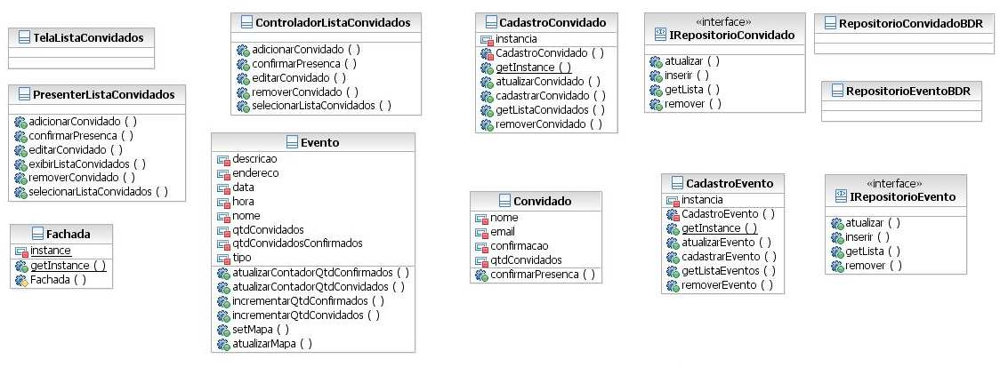 TelaListaConvidados
PresenterListaConvidados
adicionarConvidado ( )
confirmarPresenca ( )
editarConvidado ( )
exibirListaConvidados ( )
removerConvidado ( )
selecionarListaConvidados ( )
Fachada
instance
getInstance ( )
Fachada ( )
ControladorListaConvidados
adicionarConvidado ( )
confirmarPresenca ( )
editarConvidado ( )
removerConvidado ( )
selecionarListaConvidados ( )
Evento
descricao
endereco
data
hora
nome
qtdConvidados
qtdConvidadosConfirmados
tipo
atualizarContadorQtdConfirmados ( )
atualizarContadorQtdConvidados ( )
incrementarQtdConfirmados ( )
incrementarQtdConvidados ( )
setMapa ( )
atualizarMapa ( )
CadastroConvidado
instancia
CadastroConvidado ( )
getInstance ( )
atualizarConvidado ( )
cadastrarConvidado ( )
getListaConvidados ( )
removerConvidado ( )
Convidado
nome
email
confirmacao
qtdConvidados
confirmarPresenca ( )
«interface»
IRepositorioConvidado
atualizar ( )
inserir ( )
getLista ( )
remover ( )
CadastroEvento
instancia
CadastroEvento ( )
getInstance ( )
atualizarEvento ( )
cadastrarEvento ( )
getListaEventos ( )
removerEvento ( )
RepositorioConvidadoBDR
RepositorioEventoBDR
«interface»
IRepositorioEvento
atualizar ( )
inserir ( )
getLista ( )
remover ( )